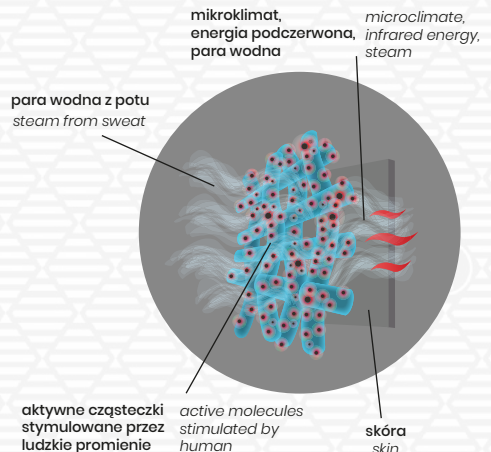 mikroklimat,
energia podczerwona,
para wodna
microclimate,
infrared energy,
steam
para wodna z potu
steam from sweat
aktywne cząsteczki
stymulowane przez
ludzkie promienie
active molecules
stimulated by
human
skóra
skin